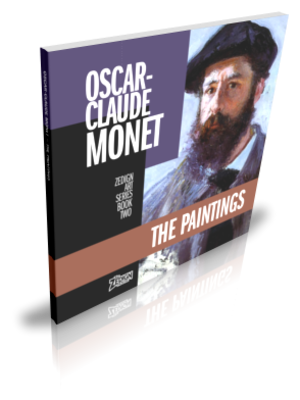 OSCAR-
CLAUDE
MONET
ZEDIGN
ART
SERIES
BOOK
TWO
THE PAINTINGS